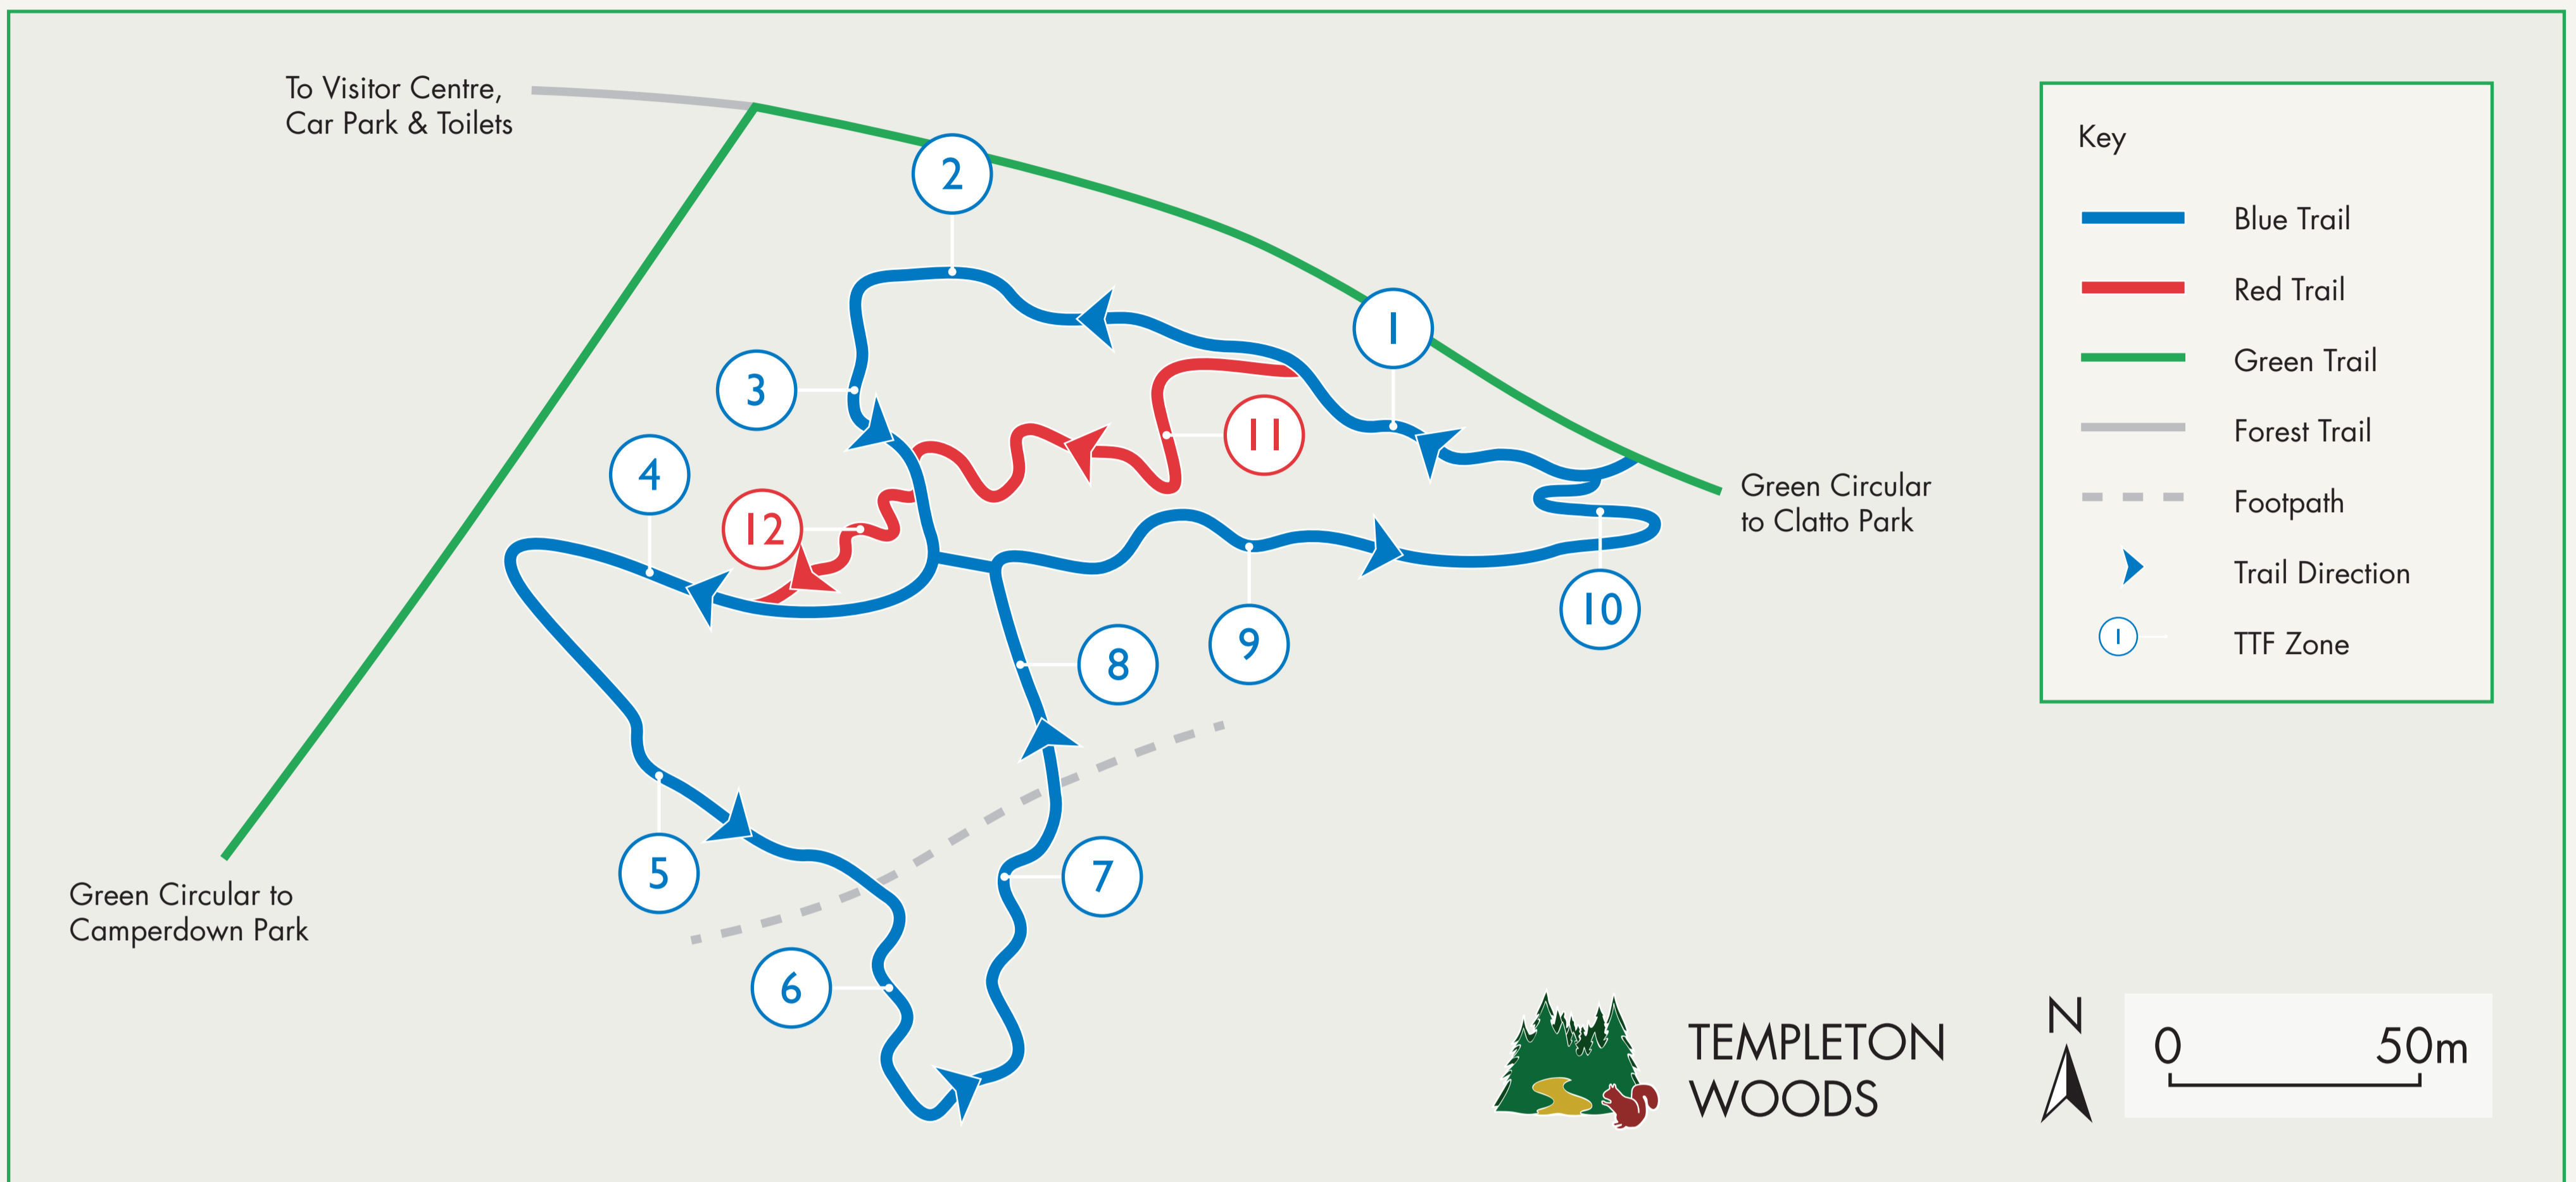 To Visitor Centre,
Car Park & Toilets
2
1
3
11
4
12
Green Circular
to Clatto Park
10
9
8
5
7
6
Green Circular to
Camperdown Park
Key
Blue Trail
Red Trail
Green Trail
Forest Trail
Footpath
Trail Direction
1
TTF Zone
TEMPLETON
WOODS
N
0 50m